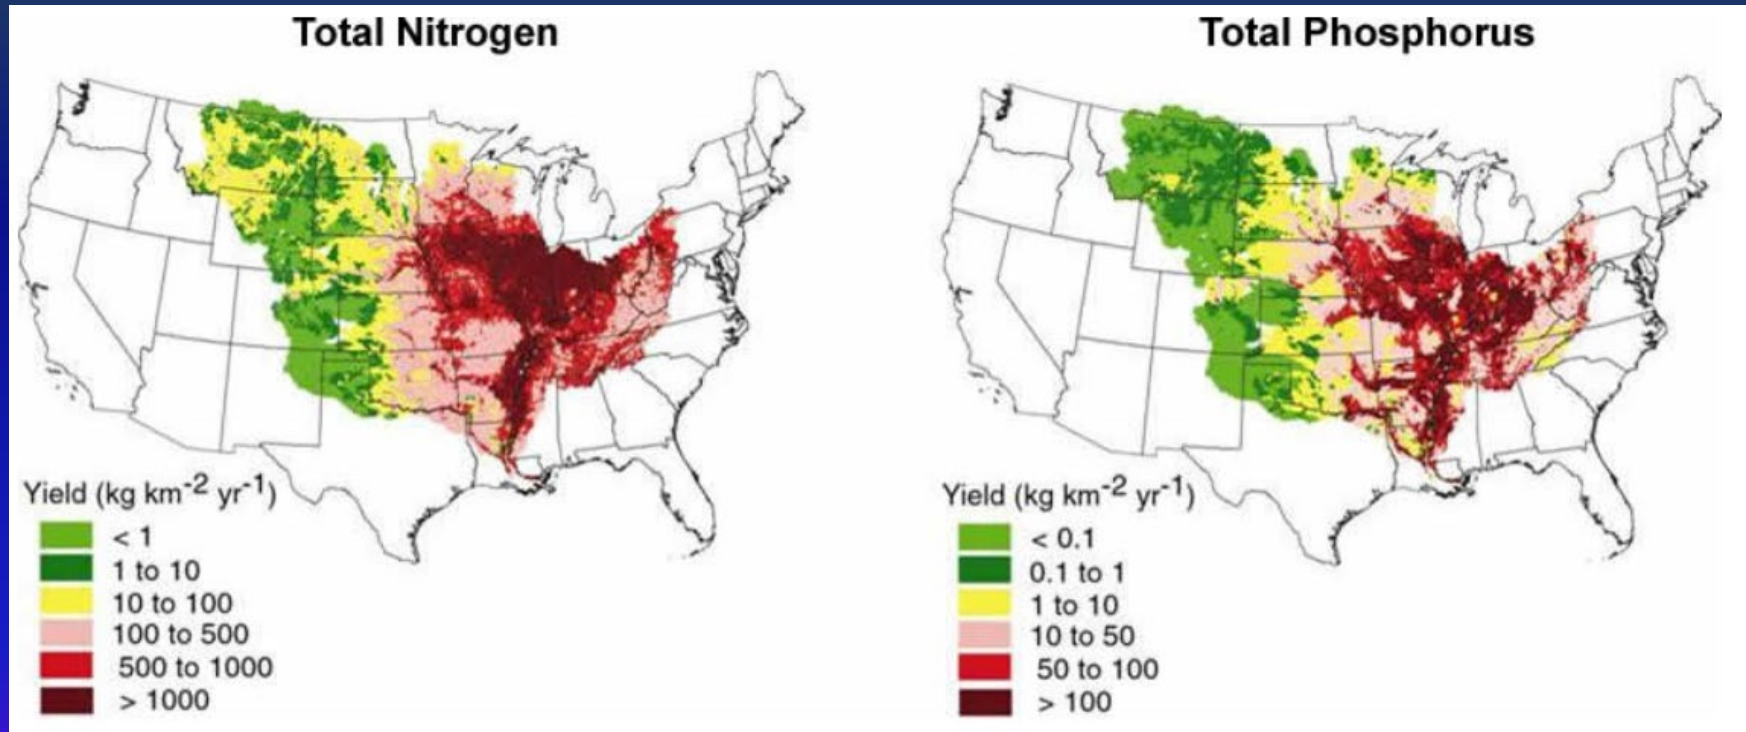 Total Nitrogen
Yield (kg km-2 yr-1)
< 1
1 to 10
10 to 100
100 to 500
500 to 1000
> 1000
Total Phosphorus
Yield (kg km-2 yr-1)
< 0.1
0.1 to 1
1 to 10
10 to 50
50 to 100
> 100